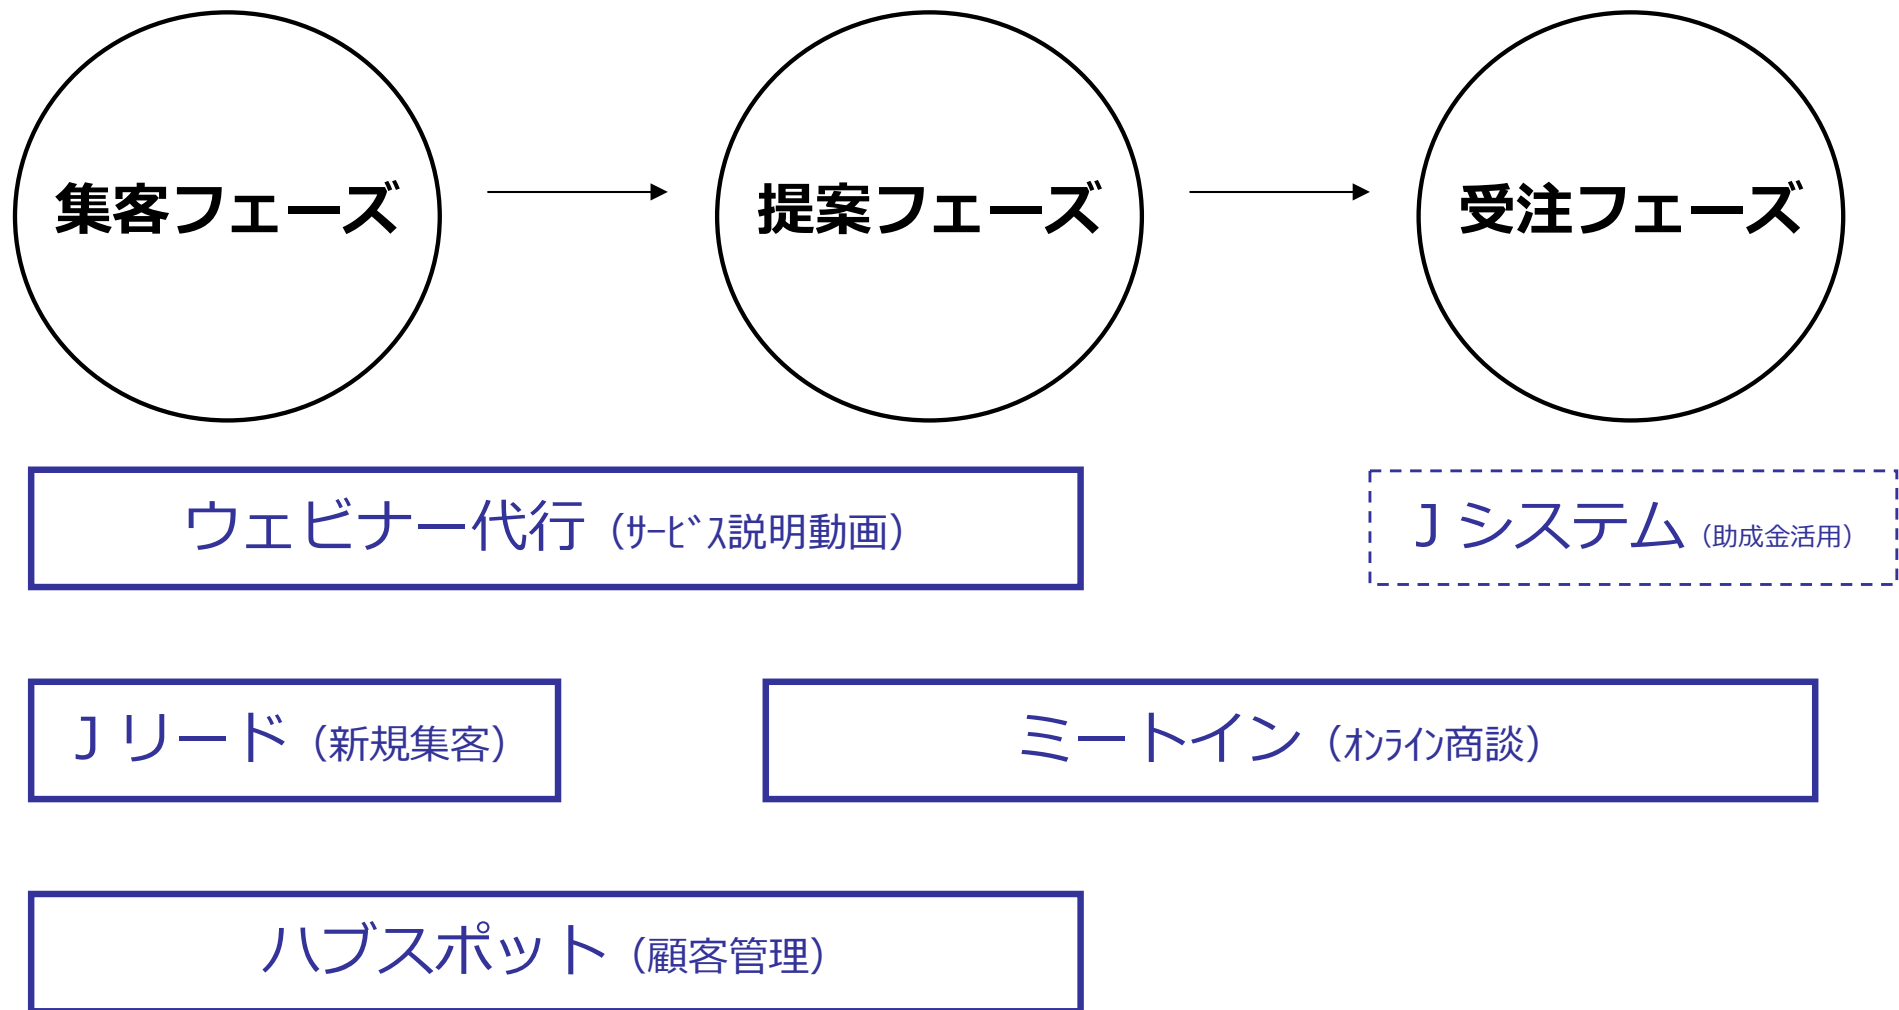 集客フェーズ
提案フェーズ
受注フェーズ
ウェビナー代行（ｻｰﾋﾞｽ説明動画）
Ｊシステム（助成金活用）
Ｊリード（新規集客）
ミートイン（ｵﾝﾗｲﾝ商談）
ハブスポット（顧客管理）